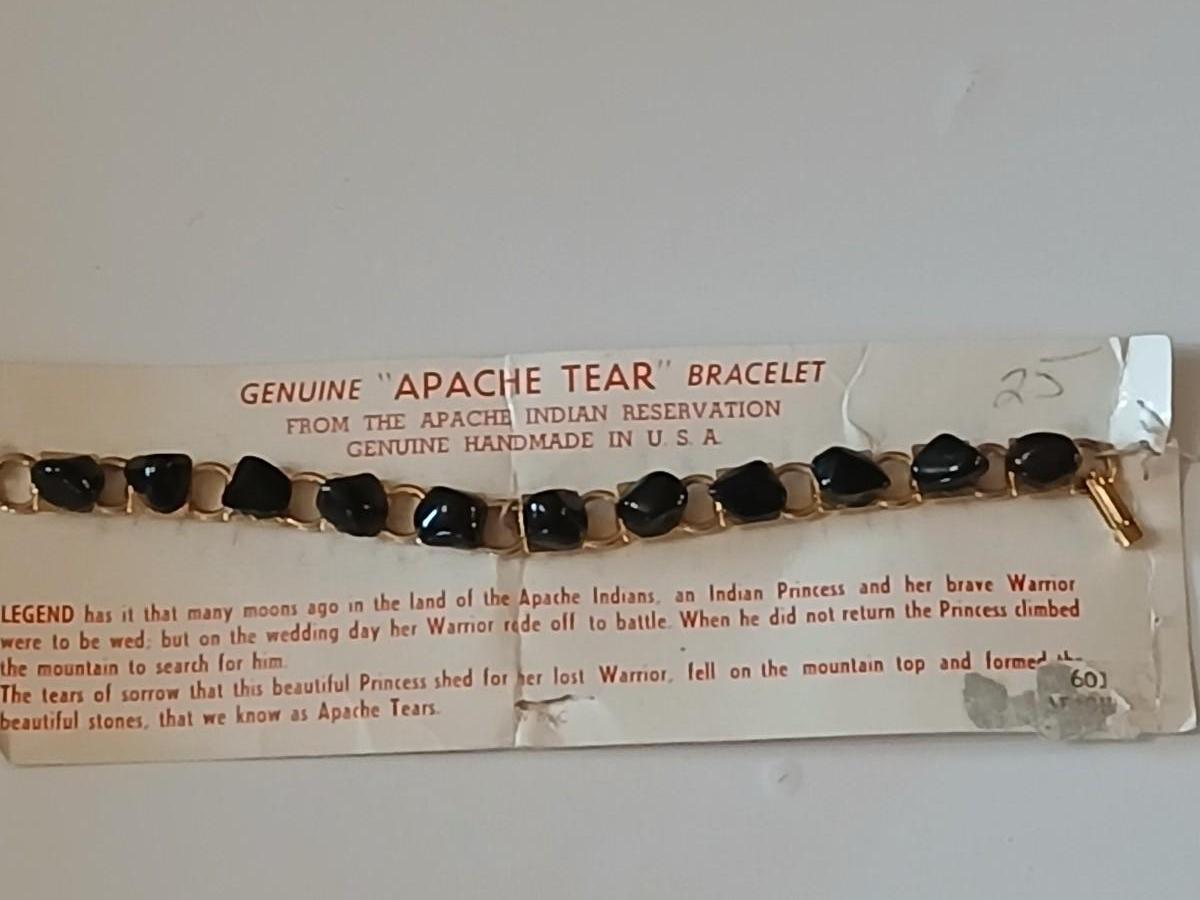 GENUINE "APACHE TEAR" BRACELET
FROM THE APACHE INDIAN RESERVATION
GENUINE HANDMADE IN U. S. A.
25
LEGEND has it that many moons ago in the land of the Apache Indians, an Indian Princess and her brave Warrior
were to be wed; but on the wedding day her Warrior rode off to battle. When he did not return the Princess climbed
the mountain to search for him.
The tears of sorrow that this beautiful Princess shed for her lost Warrior, fell on the mountain top and formed
beautiful stones, that we know as Apache Tears.
601